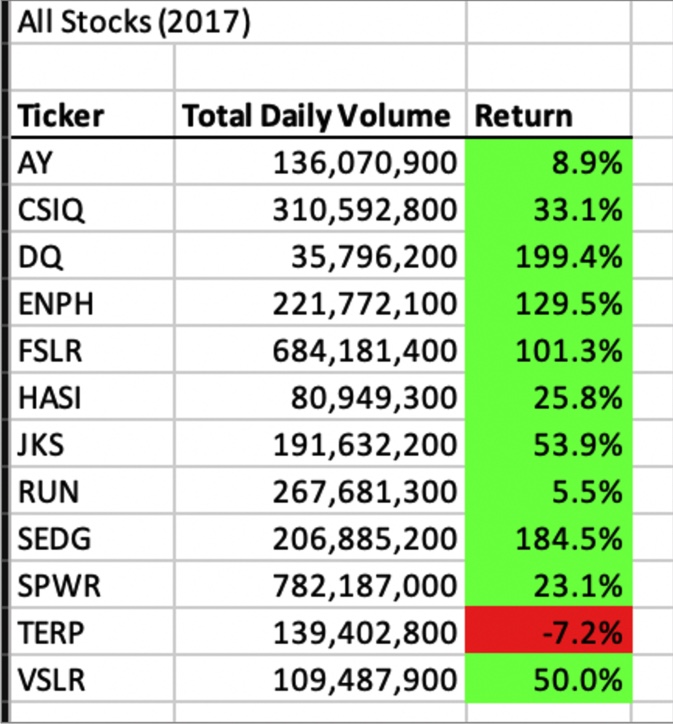 All Stocks (2017)
Ticker Total Daily Volume Return
AY 136,070,900 8.9%
CSIQ 310,592,800 33.1%
DQ 35,796,200 199.4%
ENPH 221,772,100 129.5%
FSLR 684,181,400 101.3%
HASI 80,949,300 25.8%
JKS 191,632,200 53.9%
RUN 267,681,300 5.5%
SEDG 206,885,200 184.5%
SPWR 782,187,000 23.1%
TERP 139,402,800 -7.2%
VSLR 109,487,900 50.0%